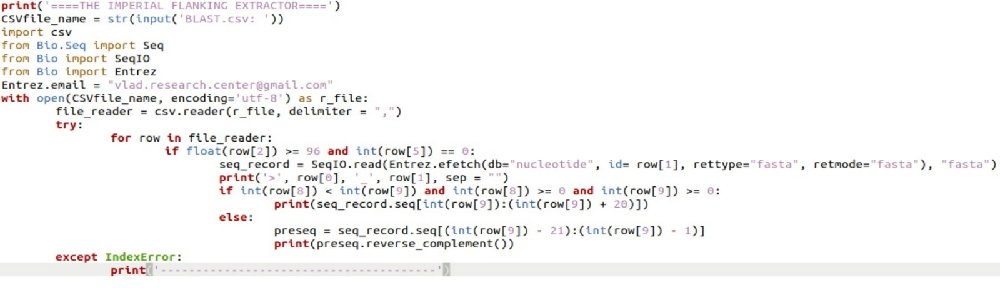 print('====THE IMPERIAL FLANKING EXTRACTOR====')
CSVfile_name = str(input('BLAST.csv: '))
import csv
from Bio.Seq import Seq
from Bio import SeqIO
from Bio import Entrez
Entrez.email = "vlad.research.center@gmail.com"
with open(CSVfile_name, encoding='utf-8') as r_file:
        file_reader = csv.reader(r_file, delimiter = ",")
        try:
                for row in file_reader:
                        if float(row[2]) >= 96 and int(row[5]) == 0:
                                seq_record = SeqIO.read(Entrez.efetch(db="nucleotide", id= row[1], rettype="fasta", retmode="fasta"), "fasta")
                                print('>', row[0], '_', row[1], sep = "")
                                if int(row[8]) < int(row[9]) and int(row[8]) >= 0 and int(row[9]) >= 0:
                                        print(seq_record.seq[int(row[9]):(int(row[9]) + 20)])
                                else:
                                        preseq = seq_record.seq[(int(row[9]) - 21):(int(row[9]) - 1)]
                                        print(preseq.reverse_complement())
        except IndexError:
                print('---------------------------------------')